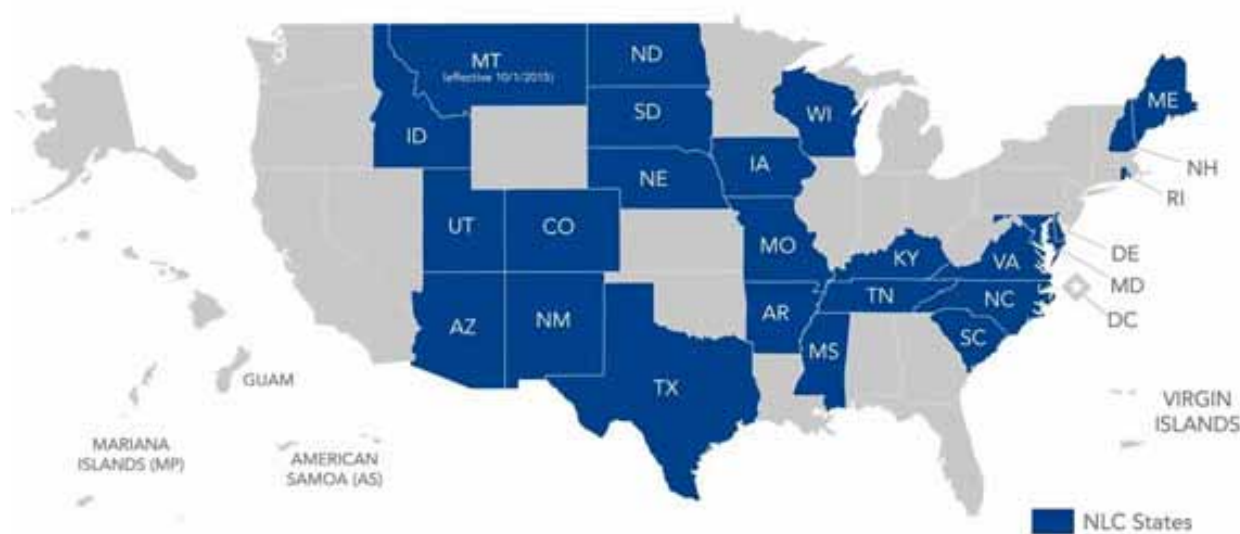 MT
(effective 10/1/2015)
ND
ID
SD
WI
ME
NE
IA
NH
RI
UT
CO
MO
KY
VA
DE
MD
DC
AZ
NM
AR
TN
NC
SC
MS
TX
GUAM
MARIANA
ISLANDS (MP)
AMERICAN
SAMOA (AS)
VIRGIN
ISLANDS
NLC States